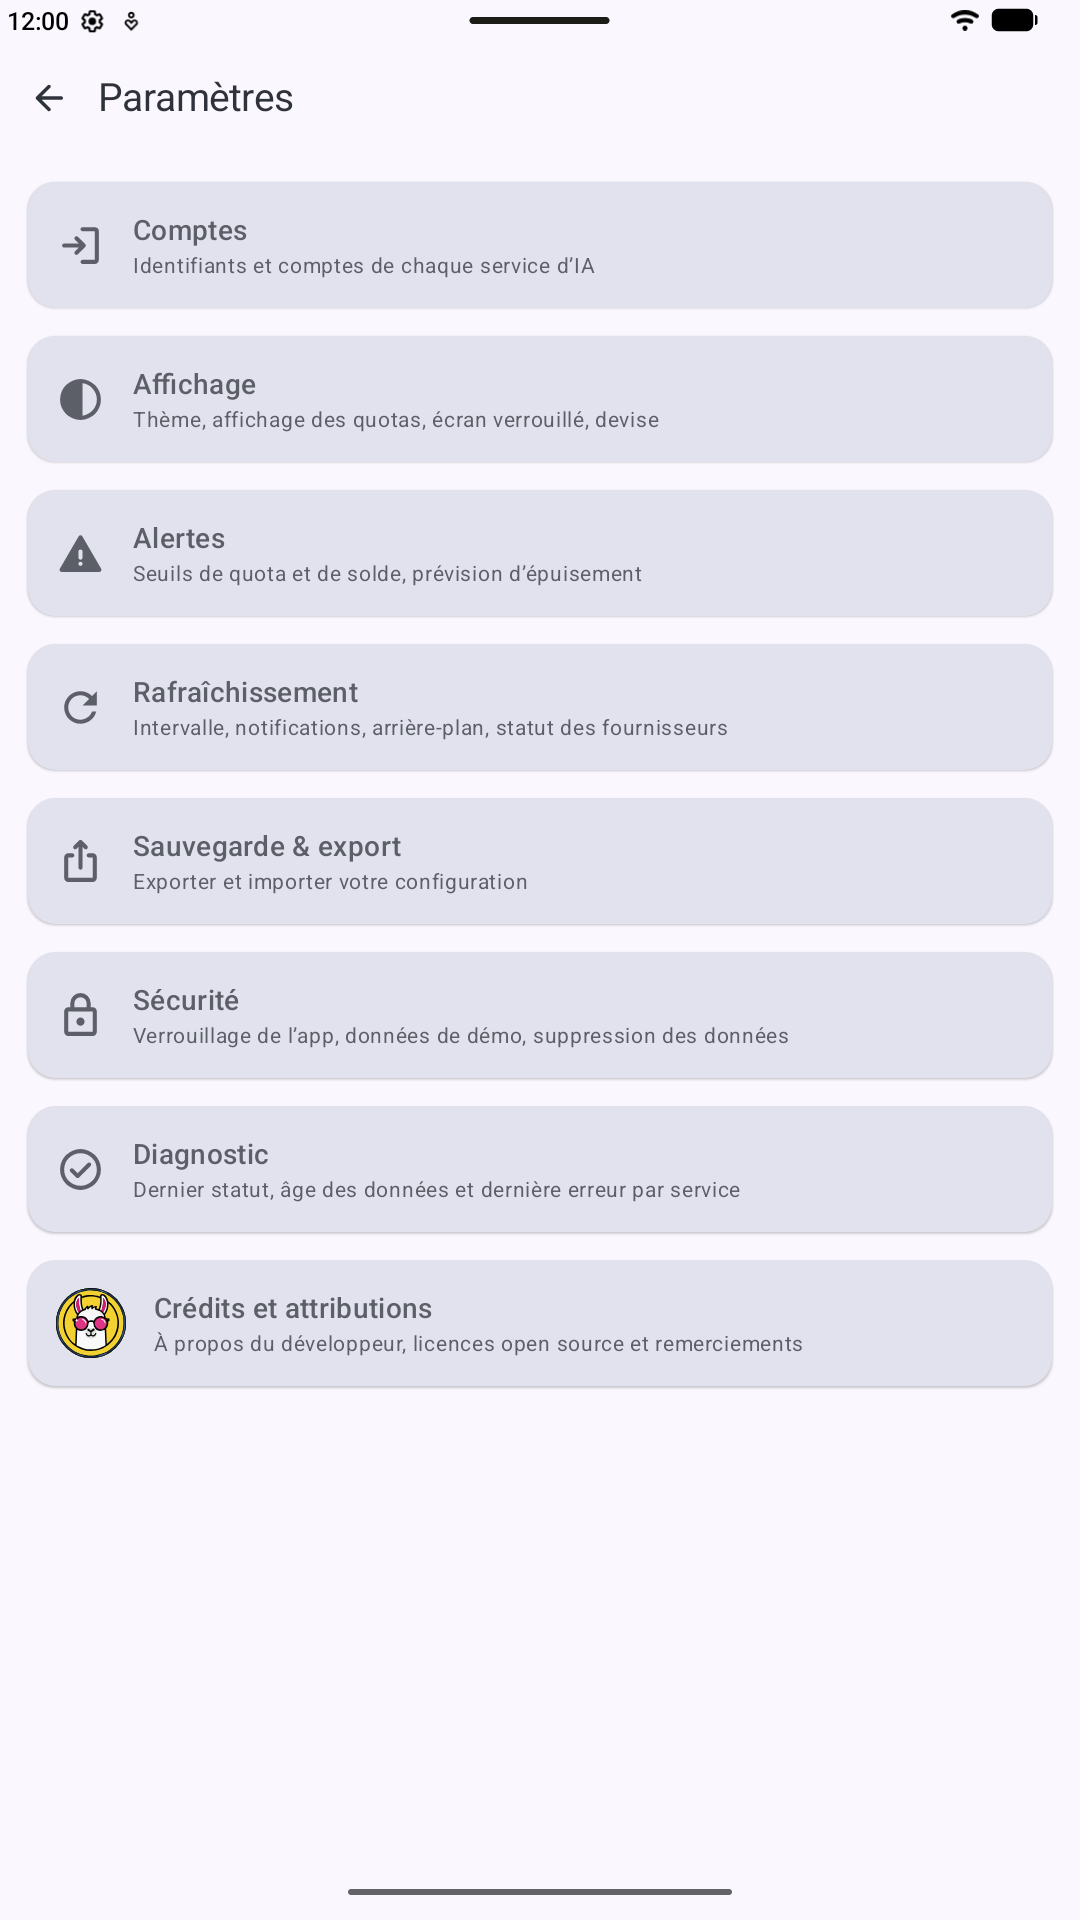 12:00
Paramètres
Comptes
Identifiants et comptes de chaque service d’IA
Affichage
Thème, affichage des quotas, écran verrouillé, devise
Alertes
Seuils de quota et de solde, prévision d’épuisement
Rafraîchissement
Intervalle, notifications, arrière-plan, statut des fournisseurs
Sauvegarde & export
Exporter et importer votre configuration
Sécurité
Verrouillage de l’app, données de démo, suppression des données
Diagnostic
Dernier statut, âge des données et dernière erreur par service
Crédits et attributions
À propos du développeur, licences open source et remerciements